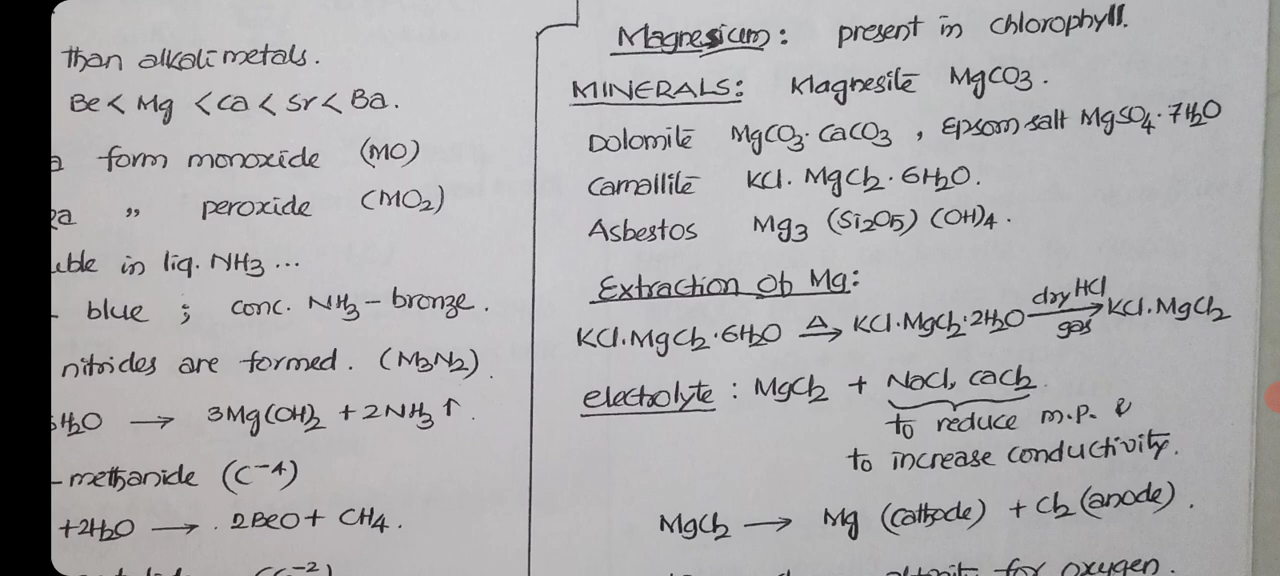 than alkali metals.
Be < Mg < Ca < Sr < Ba.
form monoxide (MO)
" peroxide (MO2)
in liq. NH3 ...
- blue ; conc. NH3 - bronze.
nitrides are formed. (M3N2)
H2O → 3Mg(OH)2 + 2NH3 ↑.
- methanide (C-4)
+2H2O → . 2BeO + CH4.
(C-2)
Magnesium : present in chlorophyll.
MINERALS: Magnesite MgCO3.
Dolomite MgCO3.CaCO3 , Epsom salt MgSO4.7H2O
Carnallite KCl. MgCl2.6H2O.
Asbestos Mg3 (Si2O5) (OH)4.
Extraction of Mg:
KCl.MgCl2.6H2O Δ→ KCl.MgCl2.2H2O dry HCl gas → KCl.MgCl2
electrolyte : MgCl2 + NaCl, CaCl2.
to reduce m.p. &
to increase conductivity.
MgCl2 → Mg (cathode) + Cl2 (anode).
for oxygen.